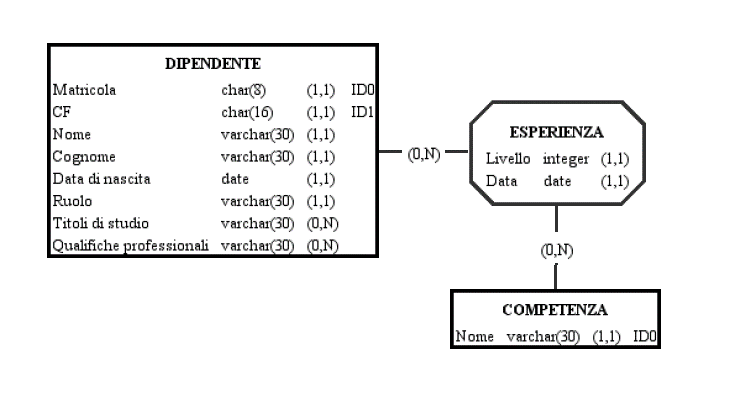 DIPENDENTE
Matricola char(8) (1,1) ID0
CF char(16) (1,1) ID1
Nome varchar(30) (1,1)
Cognome varchar(30) (1,1)
Data di nascita date (1,1)
Ruolo varchar(30) (1,1)
Titoli di studio varchar(30) (0,N)
Qualifiche professionali varchar(30) (0,N)
(0,N)
ESPERIENZA
Livello integer (1,1)
Data date (1,1)
(0,N)
COMPETENZA
Nome varchar(30) (1,1) ID0